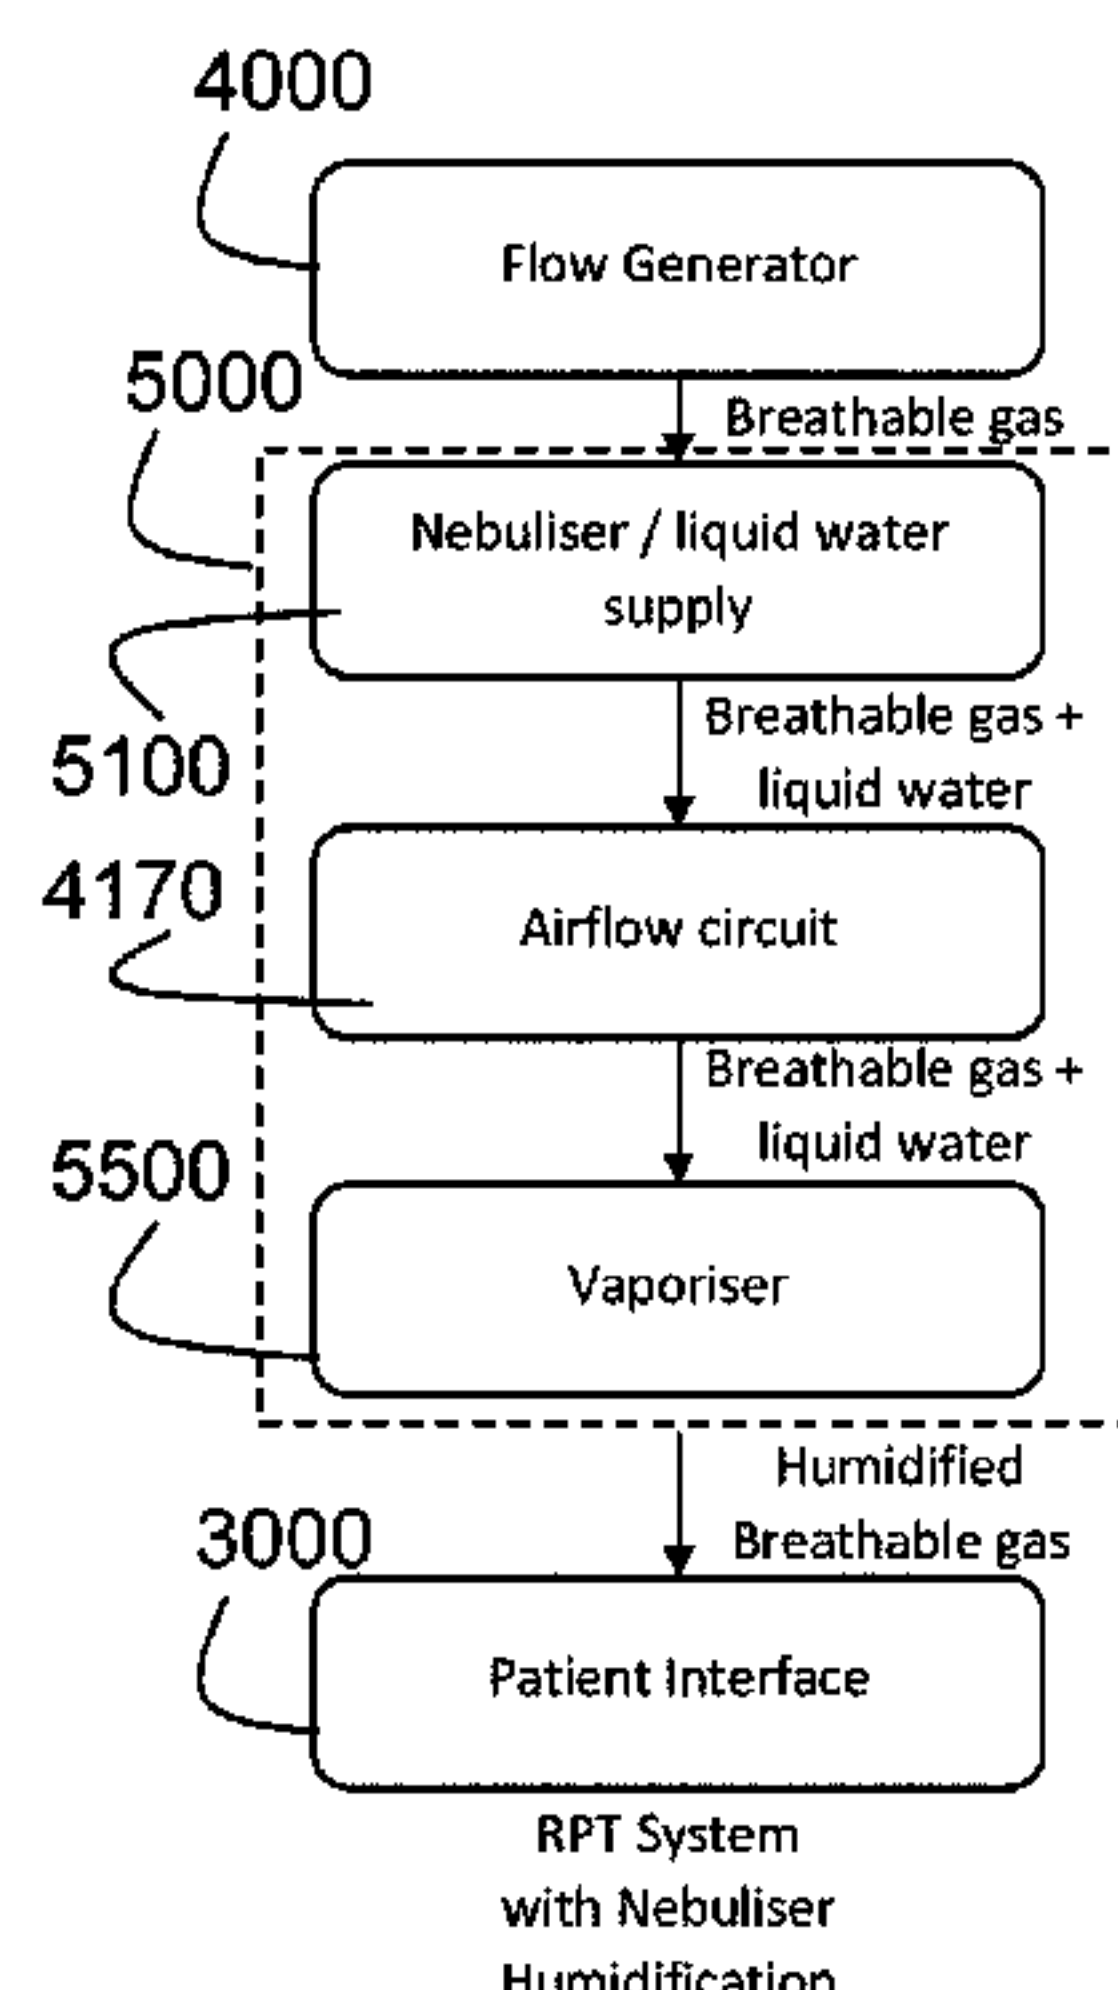 4000
Flow Generator
5000
Breathable gas
Nebuliser / liquid water
supply
5100
Breathable gas +
liquid water
4170
Airflow circuit
Breathable gas +
liquid water
5500
Vaporiser
Humidified
Breathable gas
3000
Patient Interface
RPT System
with Nebuliser
Humidification